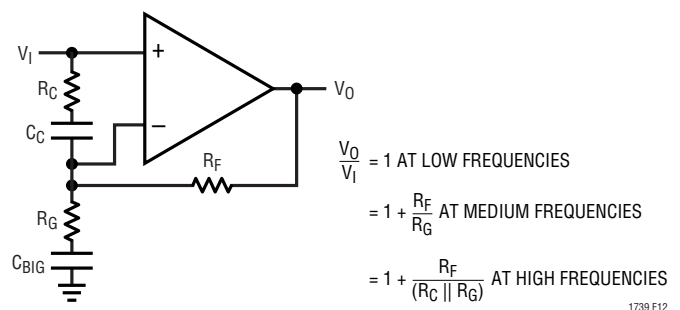 +
V_I
V_O
R_C
C_C
–
R_F
R_G
C_BIG
V_O/V_I = 1 AT LOW FREQUENCIES
= 1 + R_F/R_G AT MEDIUM FREQUENCIES
= 1 + R_F/(R_C || R_G) AT HIGH FREQUENCIES
1739 F12